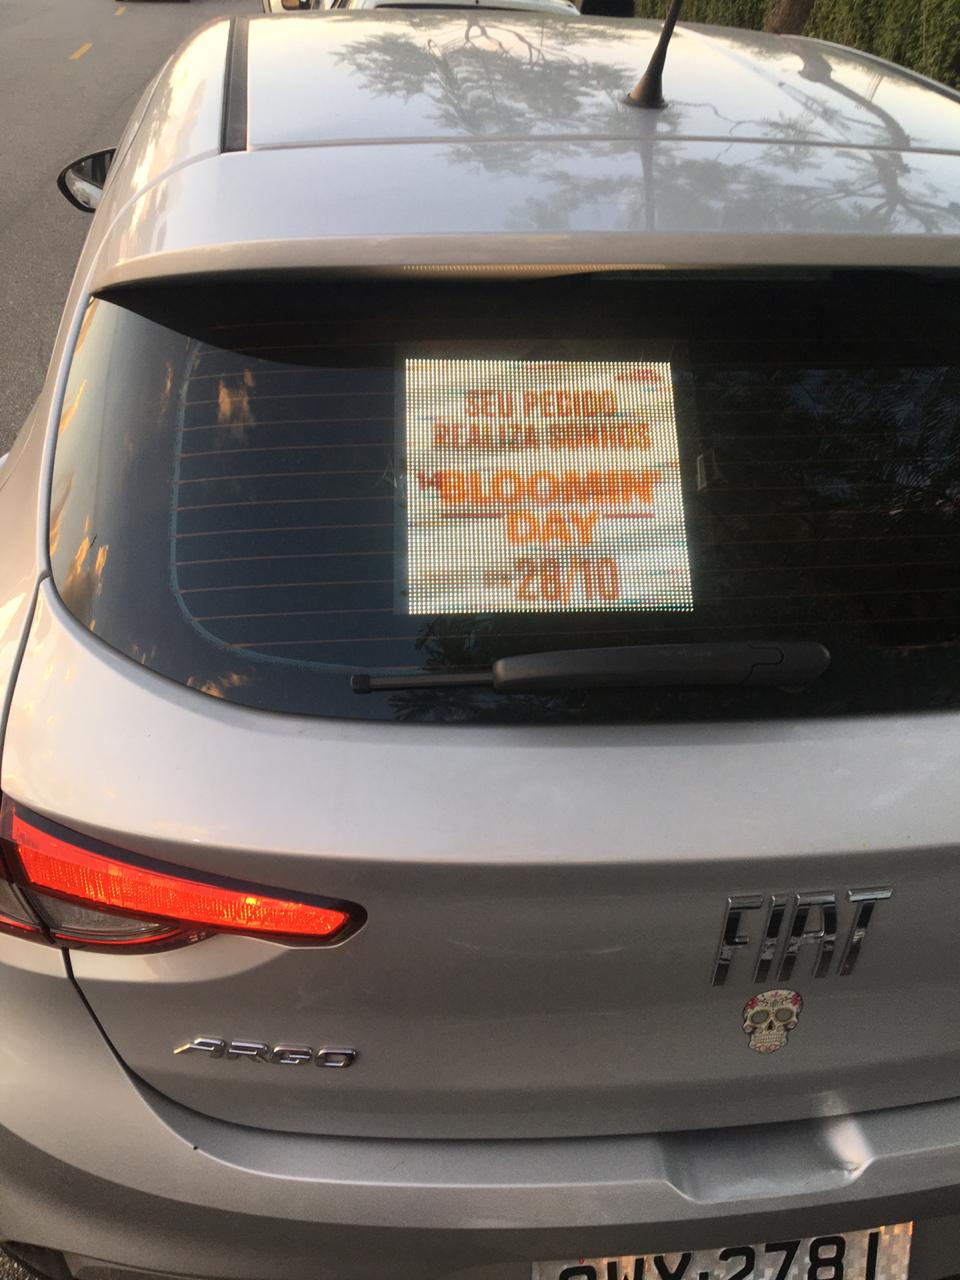 SEU PEDIDO
REALIZA SONHOS
BLOOMIN'
DAY
28/10
FIAT
ARGO